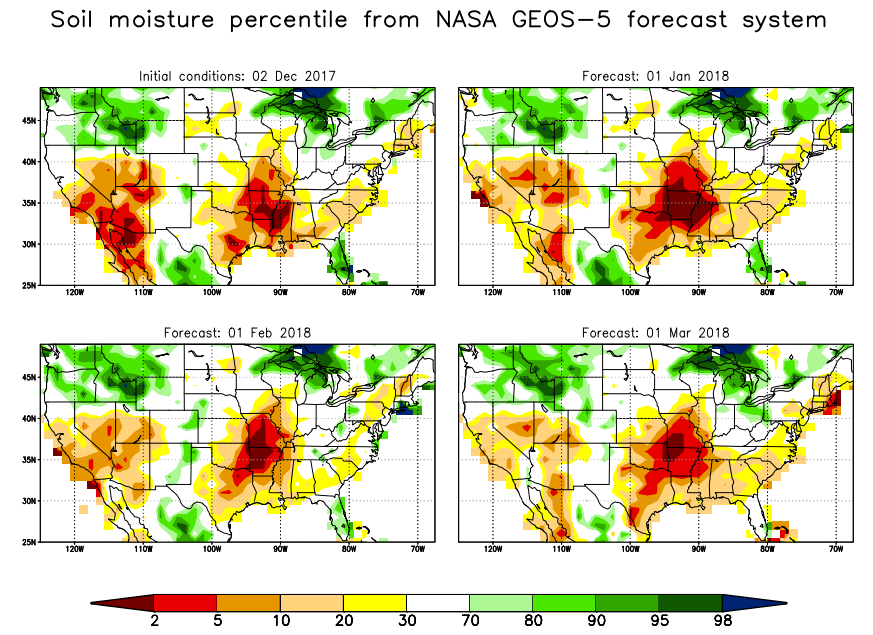 Soil moisture percentile from NASA GEOS-5 forecast system
Initial conditions: 02 Dec 2017
Forecast: 01 Jan 2018
45N
40N
35N
30N
25N
120W 110W 100W 90W 80W 70W
45N
40N
35N
30N
25N
120W 110W 100W 90W 80W 70W
Forecast: 01 Feb 2018
Forecast: 01 Mar 2018
45N
40N
35N
30N
25N
120W 110W 100W 90W 80W 70W
45N
40N
35N
30N
25N
120W 110W 100W 90W 80W 70W
2 5 10 20 30 70 80 90 95 98